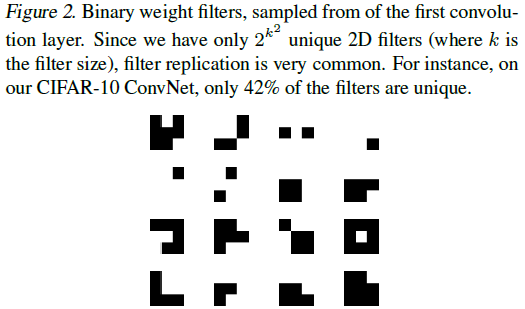 Figure 2. Binary weight filters, sampled from of the first convolu-
tion layer. Since we have only 2^{k^2} unique 2D filters (where k is
the filter size), filter replication is very common. For instance, on
our CIFAR-10 ConvNet, only 42% of the filters are unique.